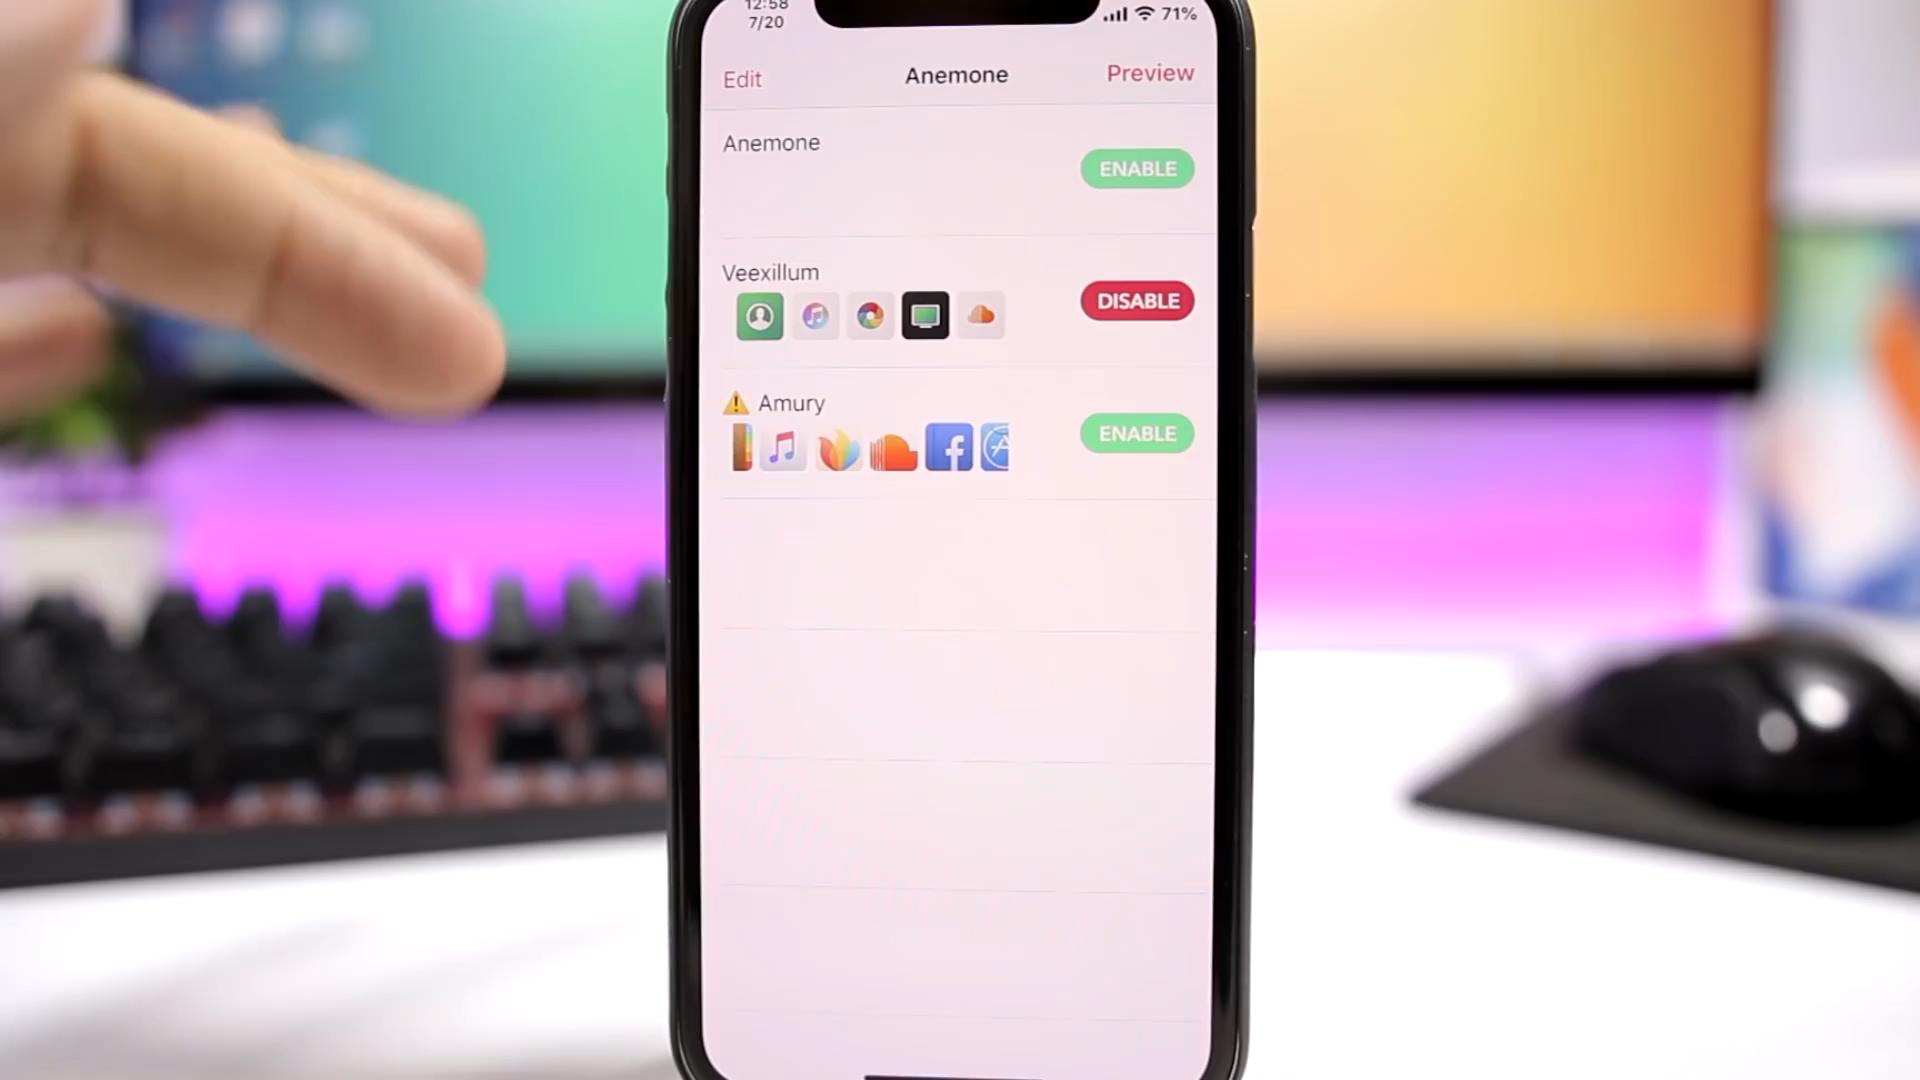 12:58
7/20
71%
Edit
Anemone
Preview
Anemone
ENABLE
Veexillum
DISABLE
Amury
ENABLE